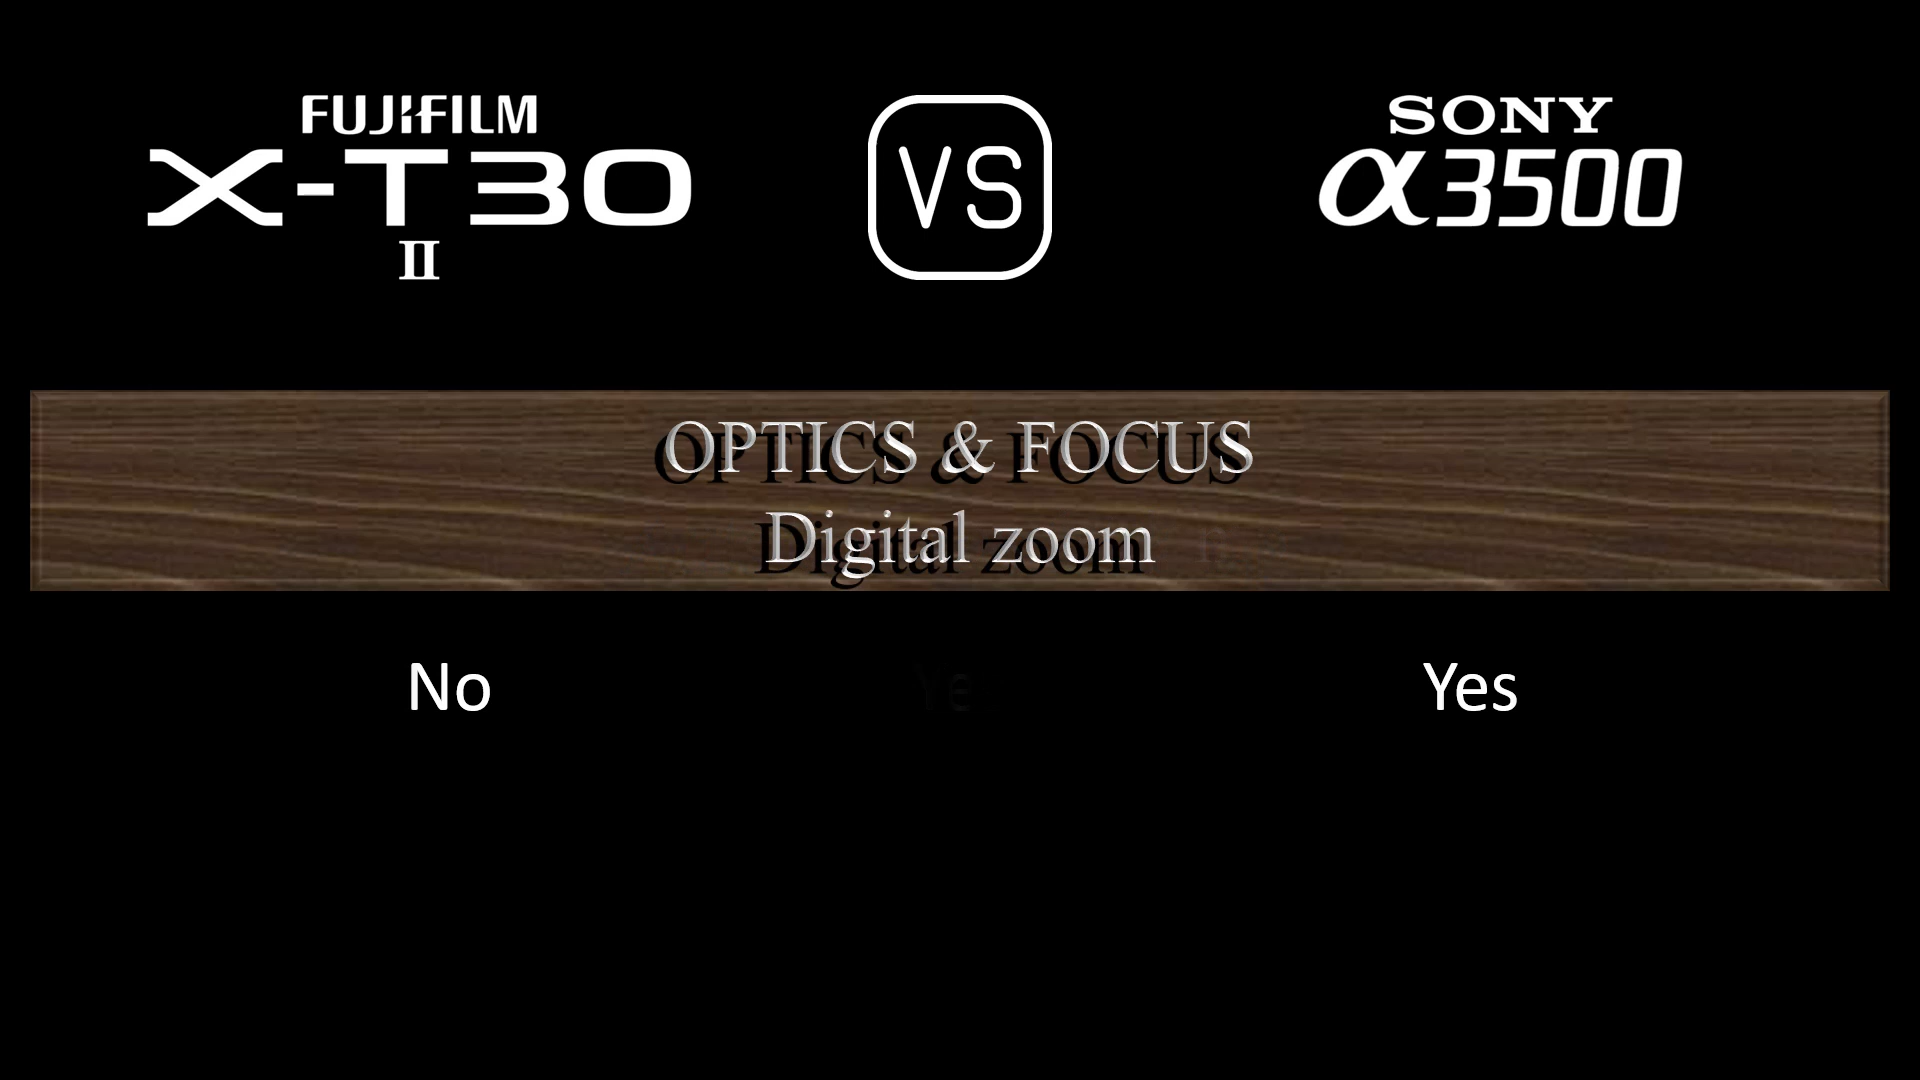 FUJIFILM
X-T30
II
VS
SONY
α3500
OPTICS & FOCUS
Digital zoom
No
Yes